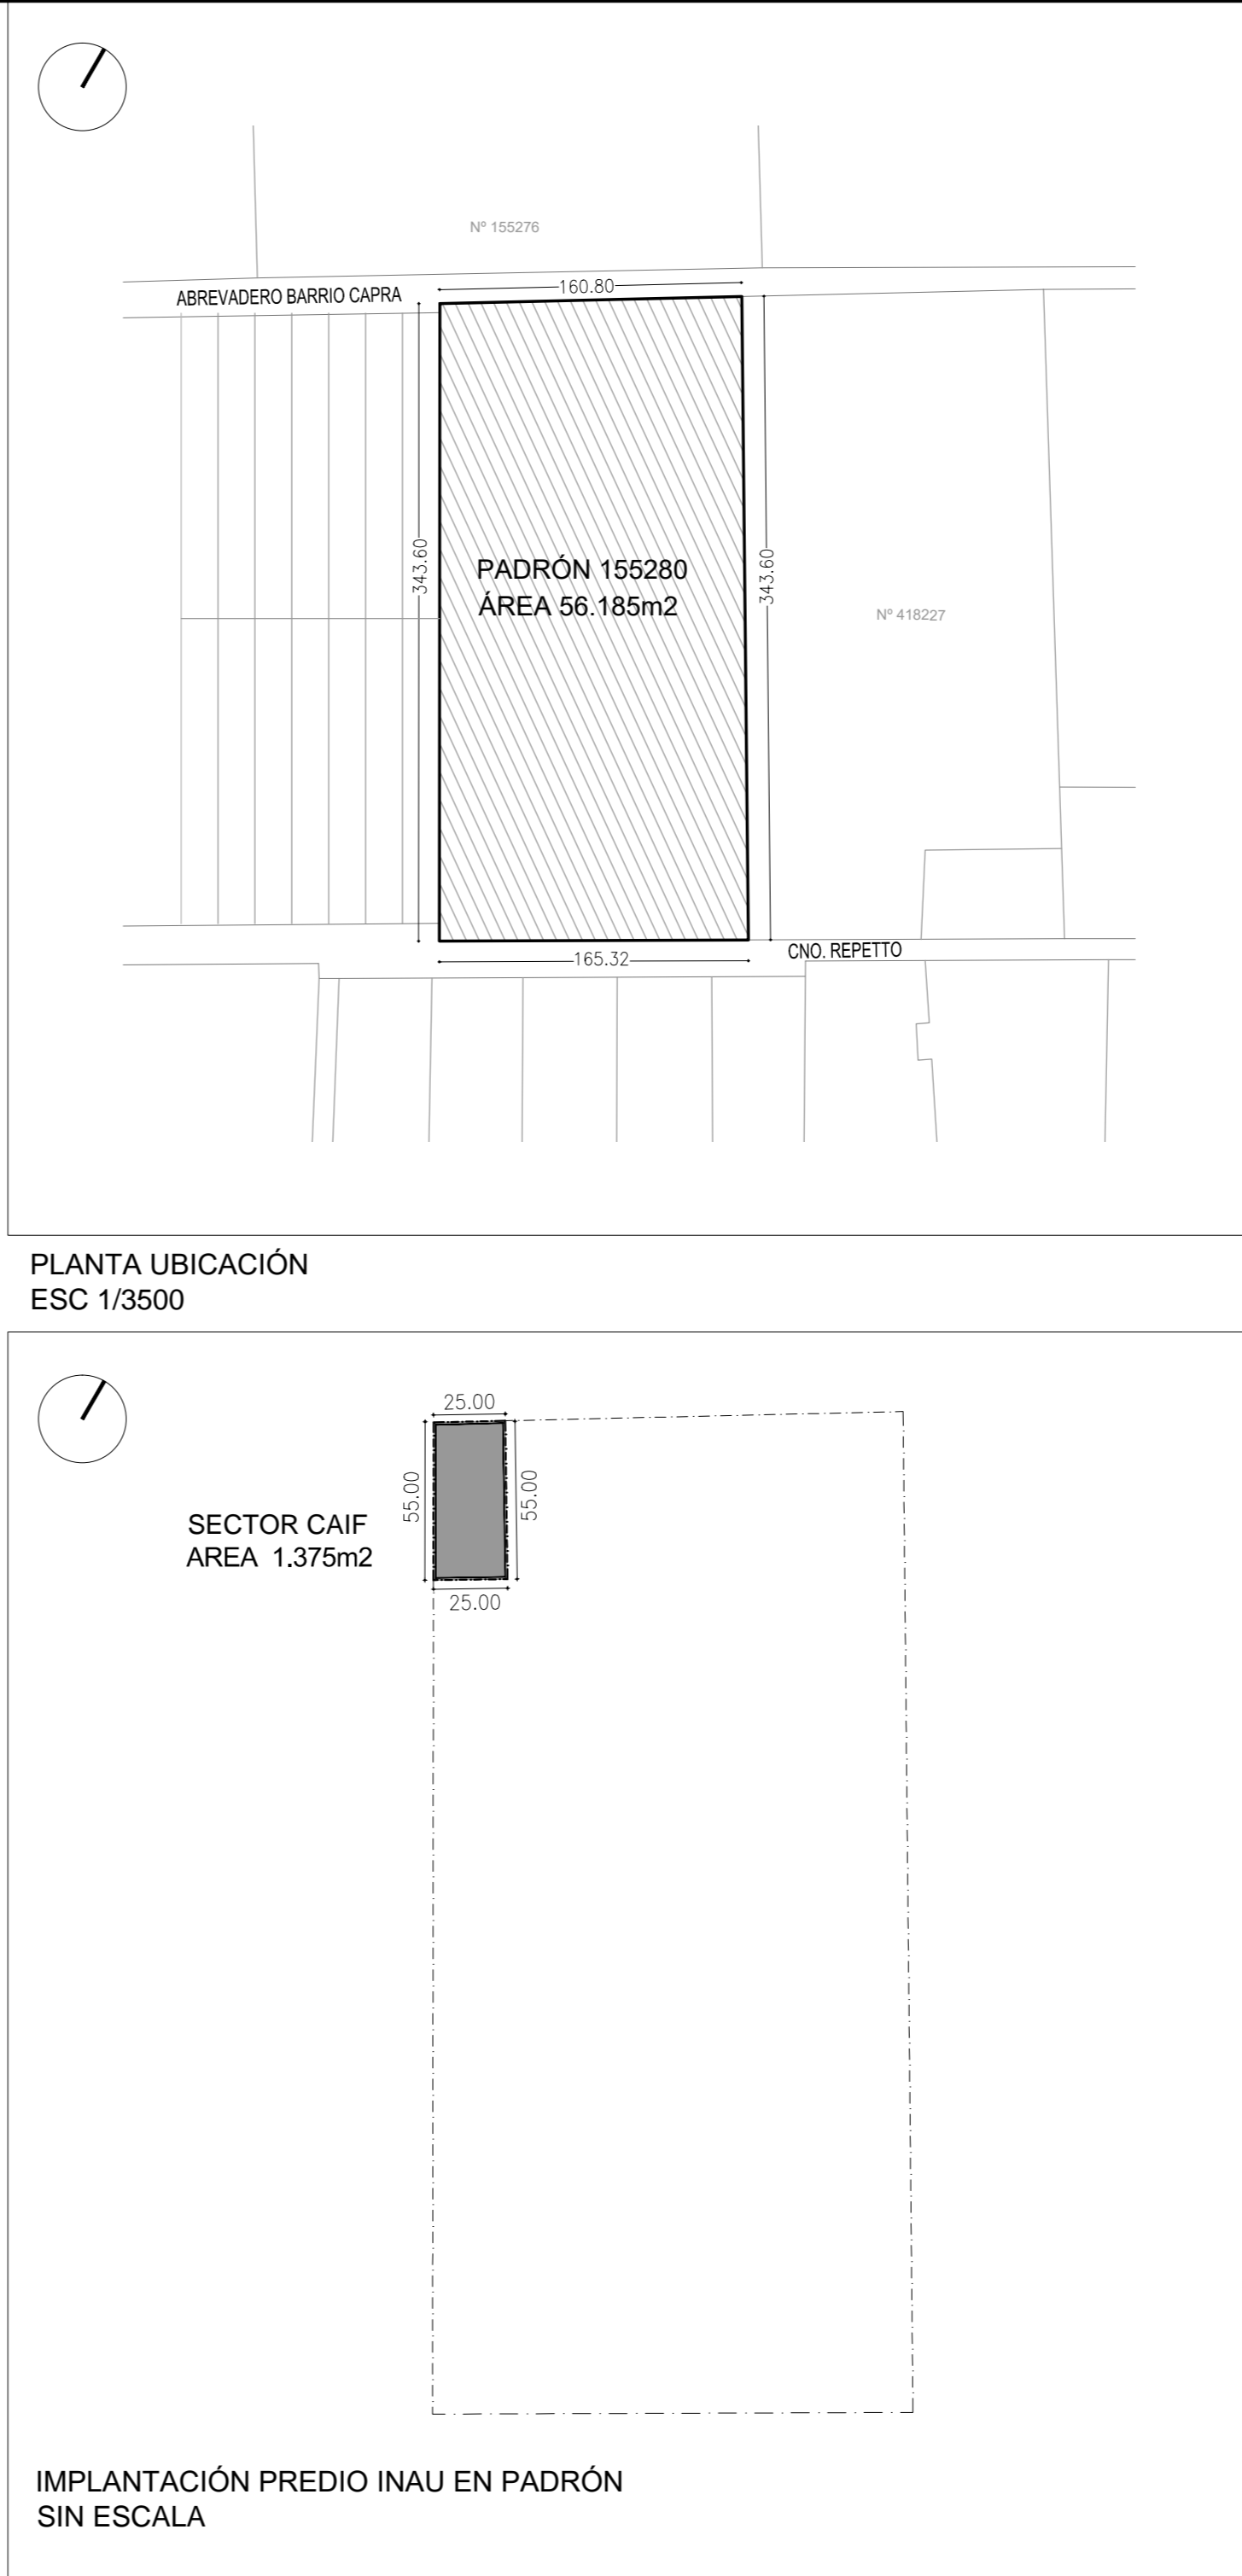 Nº 155276
ABREVADERO BARRIO CAPRA
160.80
343.60
PADRÓN 155280
ÁREA 56.185m2
343.60
Nº 418227
165.32
CNO. REPETTO
PLANTA UBICACIÓN
ESC 1/3500
25.00
55.00
55.00
SECTOR CAIF
AREA 1.375m2
25.00
IMPLANTACIÓN PREDIO INAU EN PADRÓN
SIN ESCALA